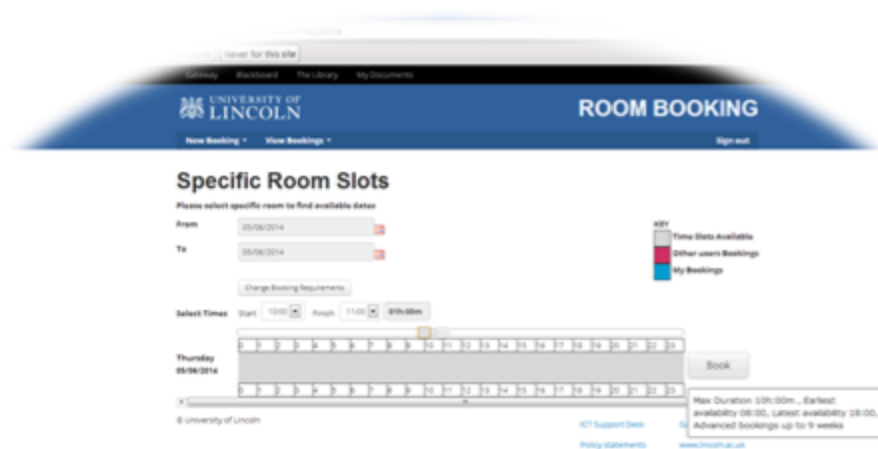 Never for this site
Gateway Blackboard The Library My Documents
UNIVERSITY OF
LINCOLN
ROOM BOOKING
New Booking View Bookings Sign out
Specific Room Slots
Please select specific room to find available dates
From 05/06/2014
To 05/06/2014
KEY
Time Slots Available
Other users Bookings
My Bookings
Change Booking Requirements
Select Times Start 10:00 Finish 11:00 01h:00m
0 1 2 3 4 5 6 7 8 9 10 11 12 13 14 15 16 17 18 19 20 21 22 23
Thursday
05/06/2014
Book
0 1 2 3 4 5 6 7 8 9 10 11 12 13 14 15 16 17 18 19 20 21 22 23
Max Duration 10h:00m , Earliest
availability 08:00, Latest availability 18:00,
Advanced bookings up to 9 weeks
© University of Lincoln
ICT Support Desk
Policy statements www.lincoln.ac.uk